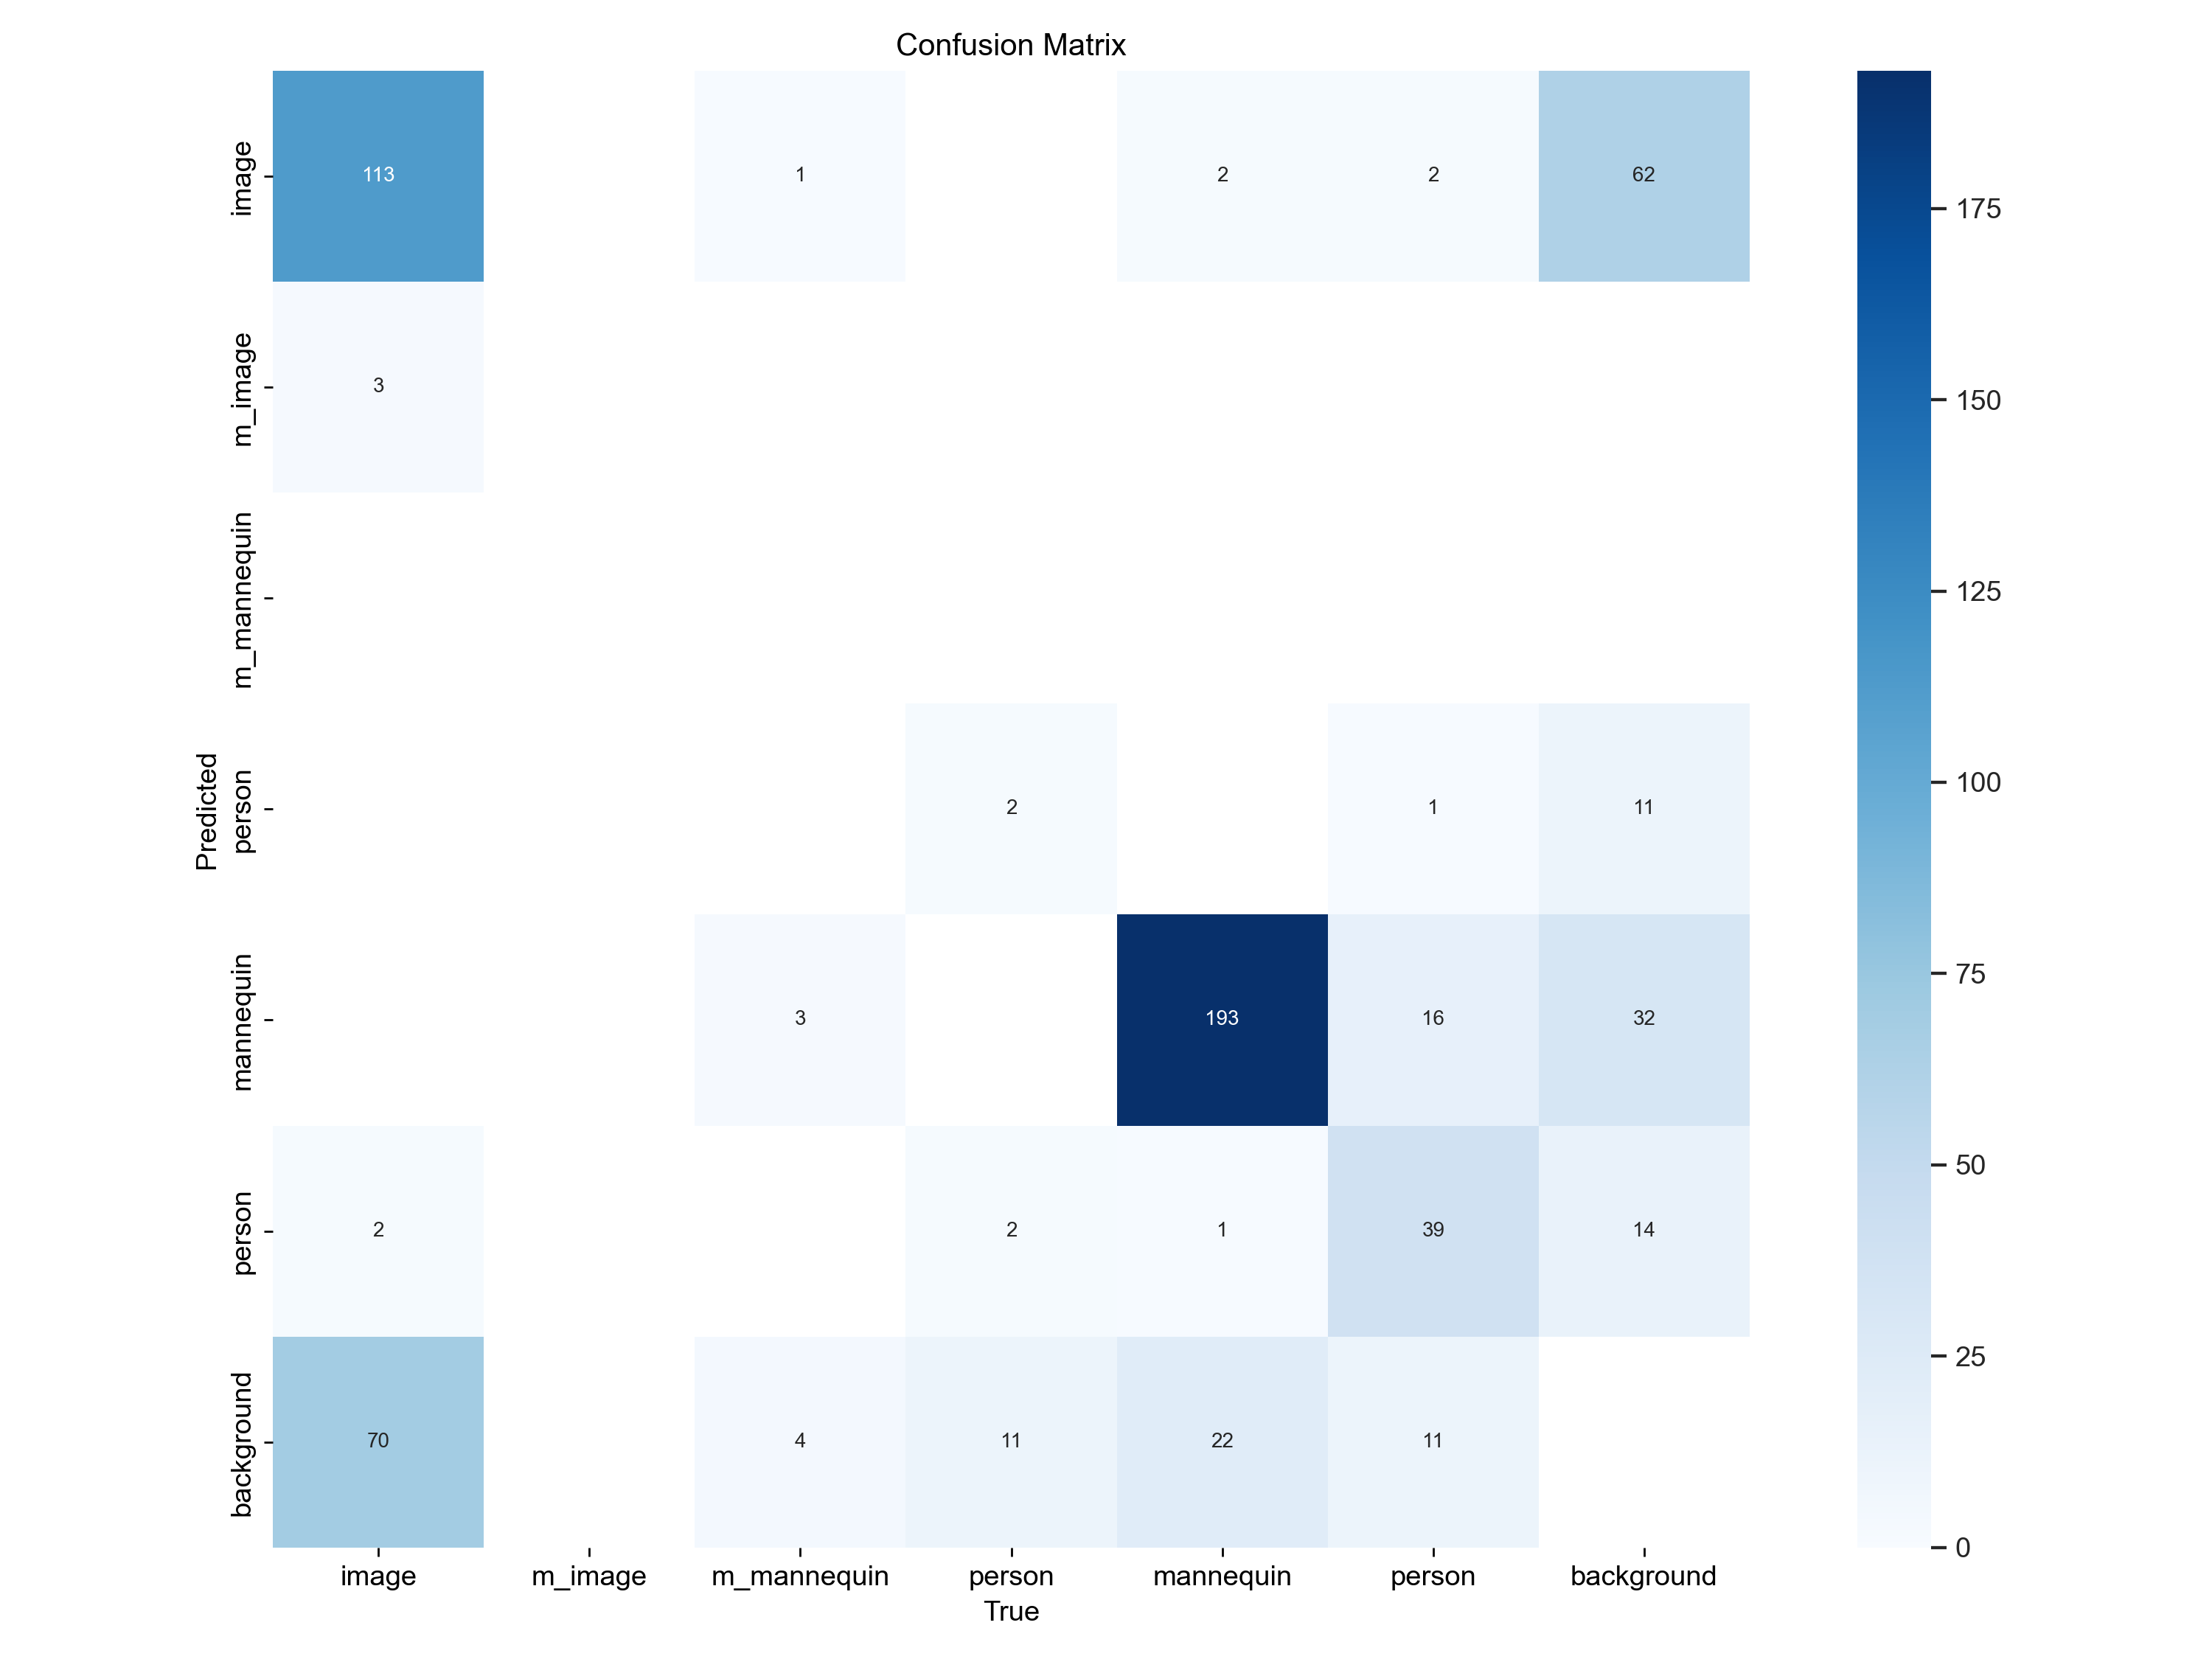 Confusion Matrix
image 113 1 2 2 62
m_image 3
m_mannequin
person 2 1 11
mannequin 3 193 16 32
person 2 2 1 39 14
background 70 4 11 22 11
Predicted
image m_image m_mannequin person mannequin person background
True
175
150
125
100
75
50
25
0